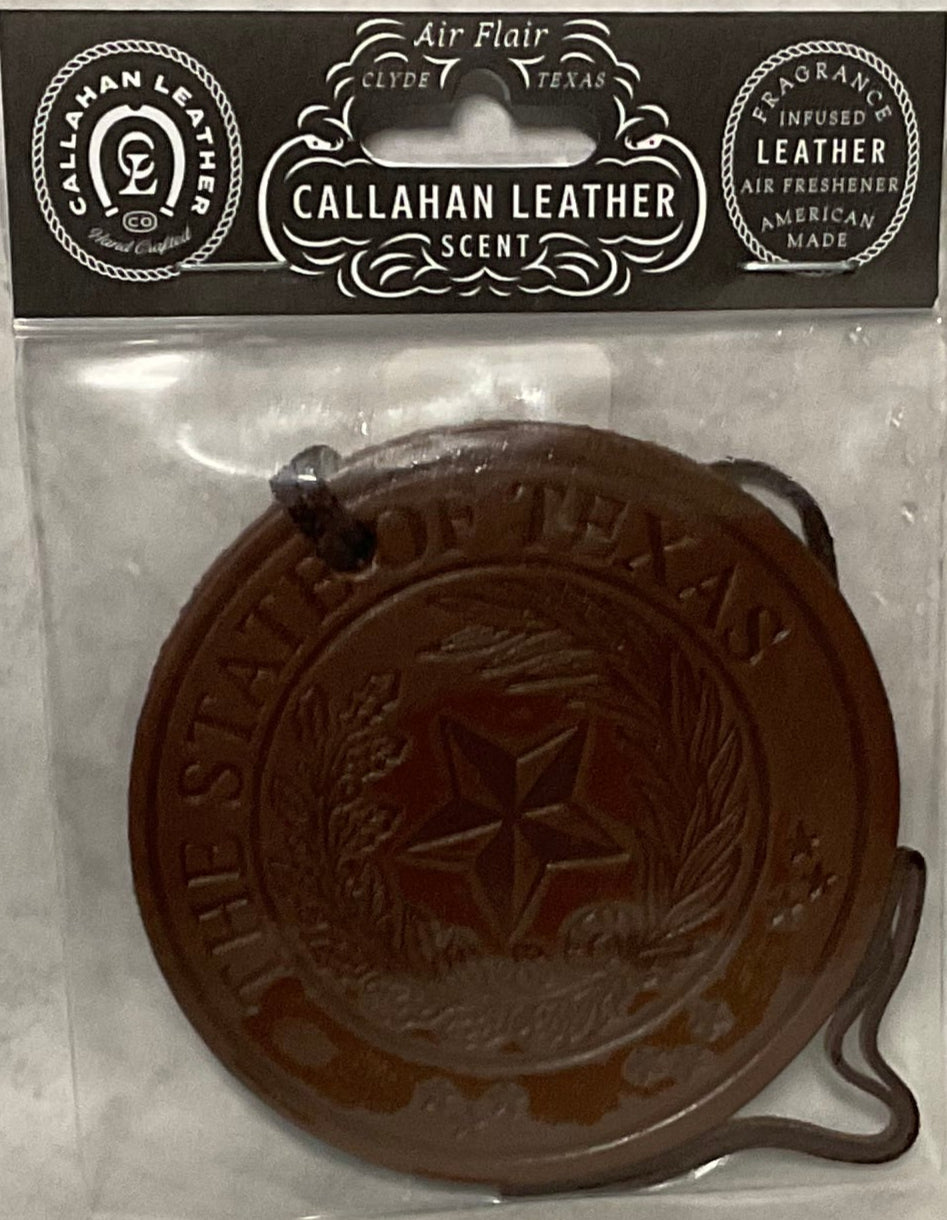 CALLAHAN LEATHER
CL
CO
Hand Crafted
Air Flair
CLYDE TEXAS
CALLAHAN LEATHER
SCENT
FRAGRANCE
INFUSED
LEATHER
AIR FRESHENER
AMERICAN
MADE
THE STATE OF TEXAS